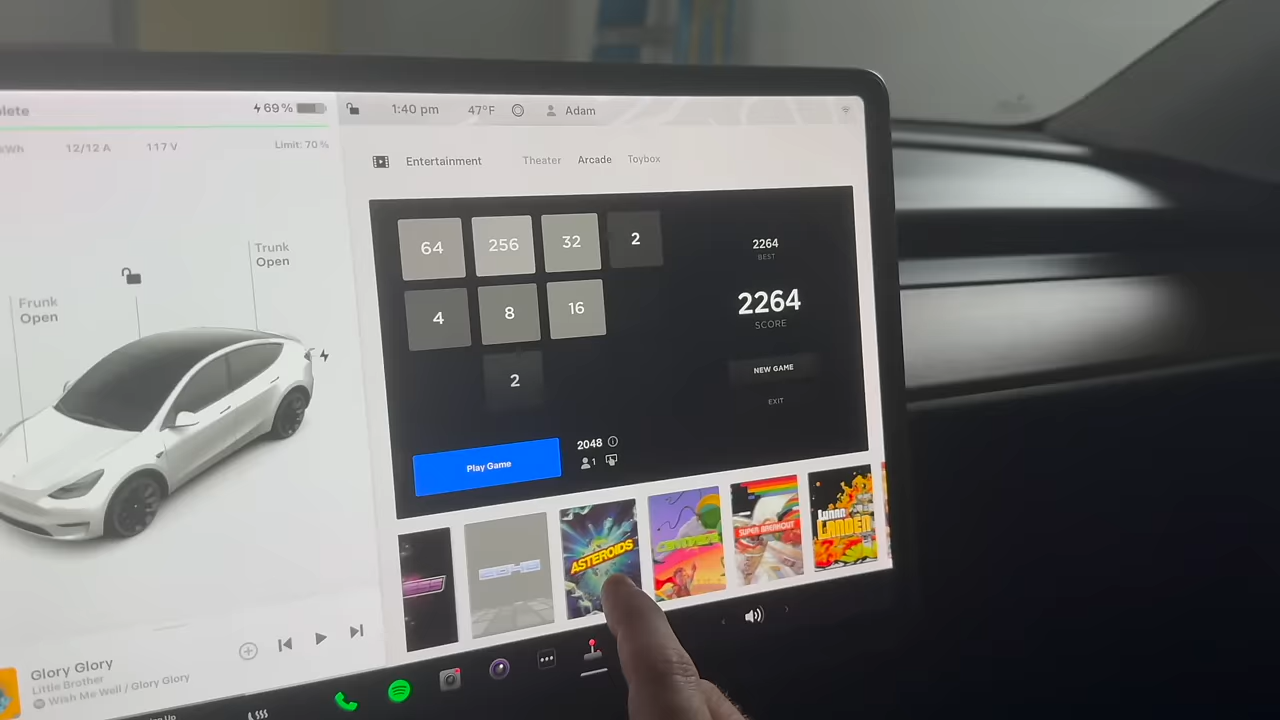 69%
1:40 pm
47°F
Adam
12/12 A
117 V
Limit: 70%
Entertainment
Theater
Arcade
Toybox
Trunk
Open
Frunk
Open
64
256
32
2
4
8
16
2
2264
BEST
2264
SCORE
NEW GAME
EXIT
Play Game
2048
1
2048
ASTEROIDS
SUPER BREAKOUT
LUNAR
LANDER
Glory Glory
Little Brother
Wish Me Well / Glory Glory